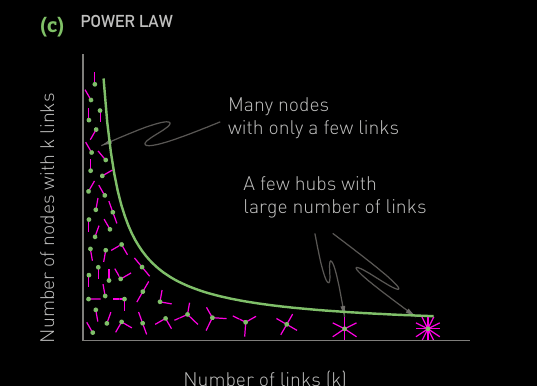 (c) POWER LAW
Number of nodes with k links
Many nodes
with only a few links
A few hubs with
large number of links
Number of links (k)